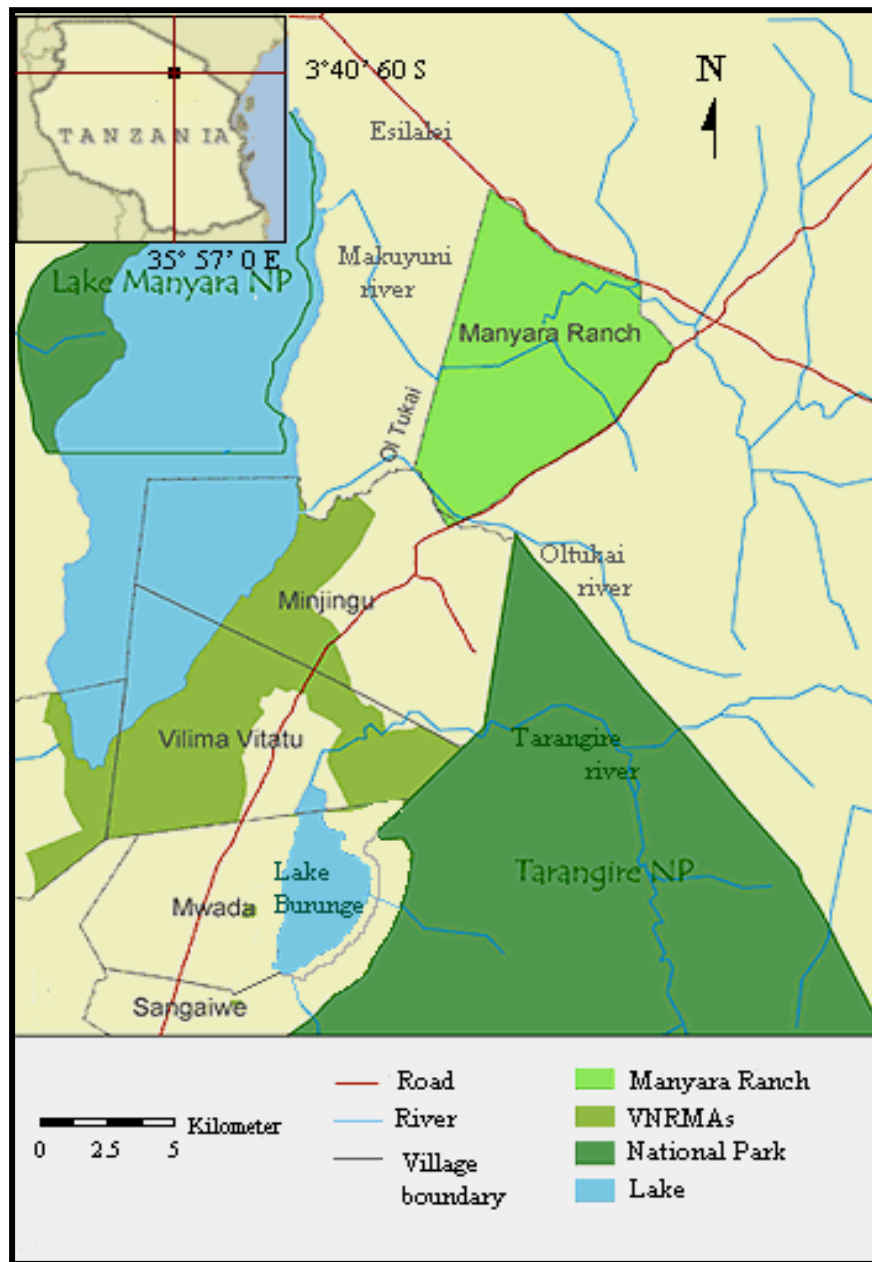 3°40' 60 S
N
Esilalei
TANZANIA
35° 57' 0 E
Makuyuni
river
Lake Manyara NP
Manyara Ranch
Ol Tukai
Oltukai
river
Minjingu
Vilima Vitatu
Tarangire
river
Lake
Burunge
Tarangire NP
Mwada
Sangaiwe
Road
River
Village
boundary
Manyara Ranch
VNRMAs
National Park
Lake
Kilometer
0 2.5 5